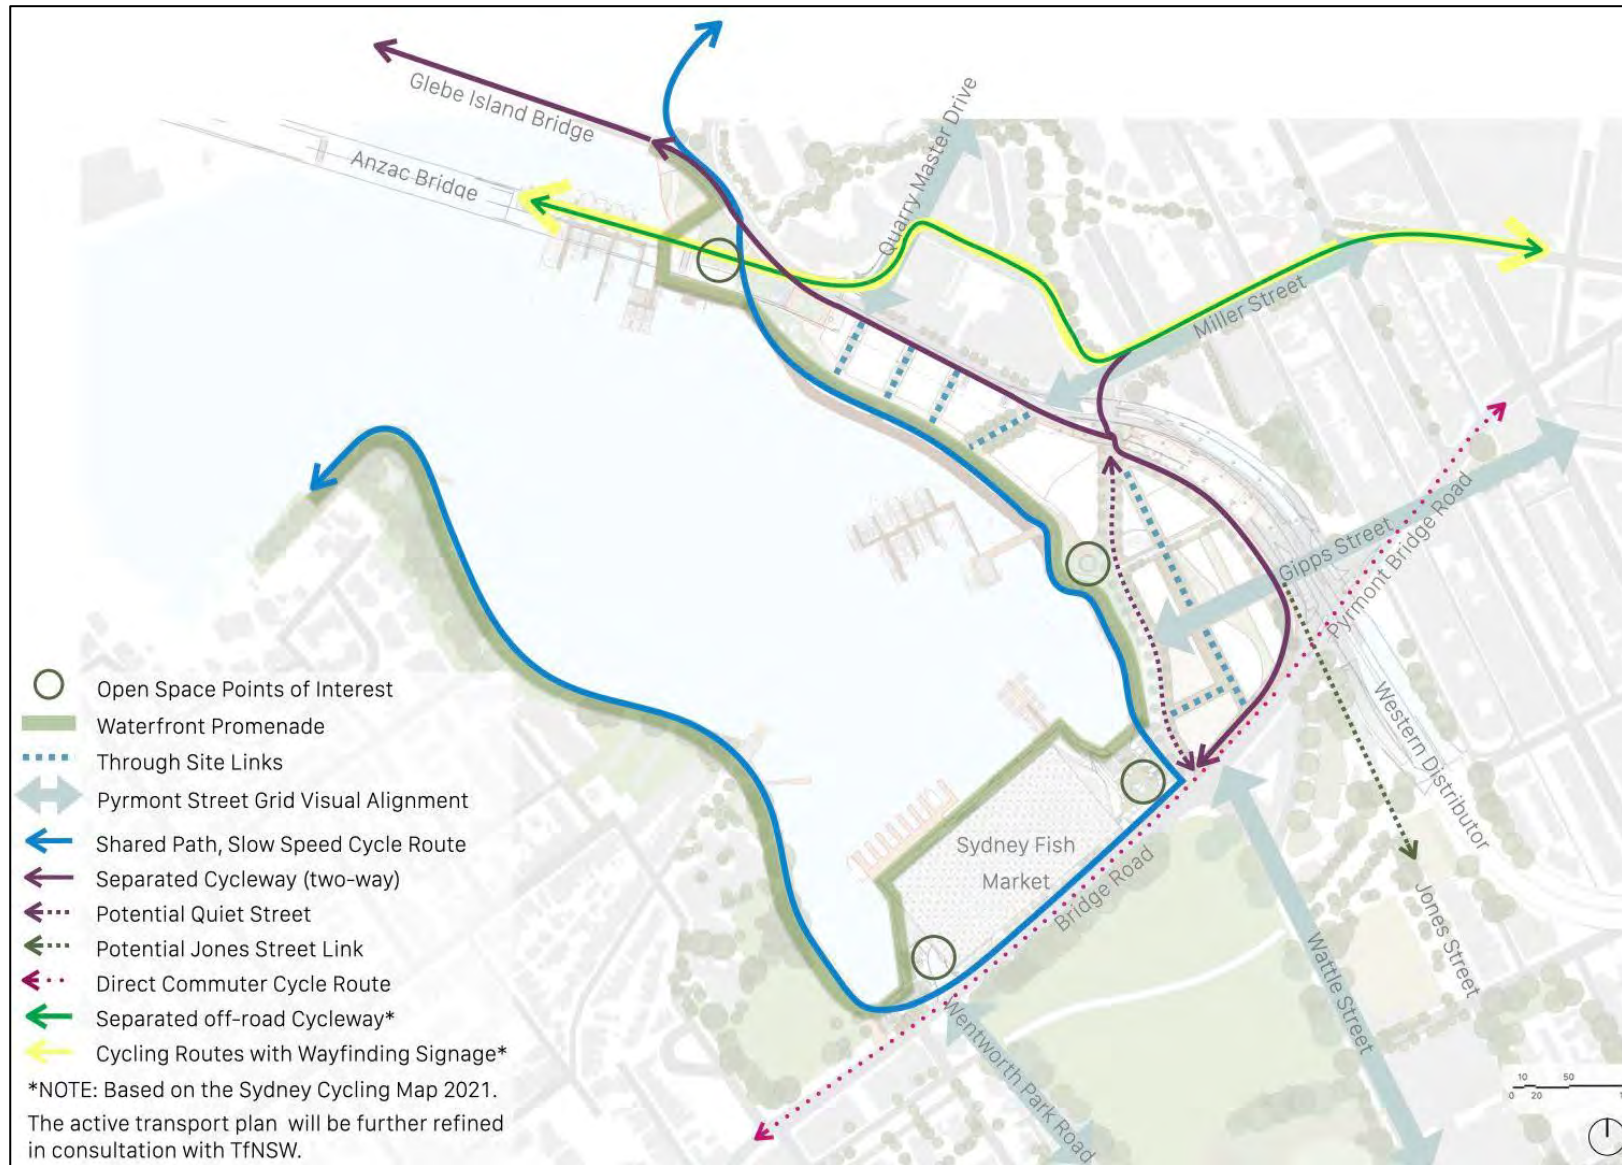 Glebe Island Bridge
Anzac Bridge
Quarry Master Drive
Miller Street
Gipps Street
Pyrmont Bridge Road
Western Distributor
Jones Street
Wattle Street
Sydney Fish
Market
Bridge Road
Wentworth Park Road
Open Space Points of Interest
Waterfront Promenade
Through Site Links
Pyrmont Street Grid Visual Alignment
Shared Path, Slow Speed Cycle Route
Separated Cycleway (two-way)
Potential Quiet Street
Potential Jones Street Link
Direct Commuter Cycle Route
Separated off-road Cycleway*
Cycling Routes with Wayfinding Signage*
*NOTE: Based on the Sydney Cycling Map 2021.
The active transport plan will be further refined
in consultation with TfNSW.
10 50
0 20